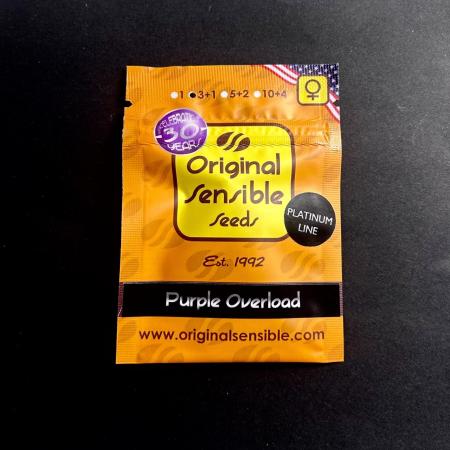 1 3+1 5+2 10+4
CELEBRATING
30
YEARS
Original
Sensible
Seeds
PLATINUM
LINE
Est. 1992
Purple Overload
www.originalsensible.com